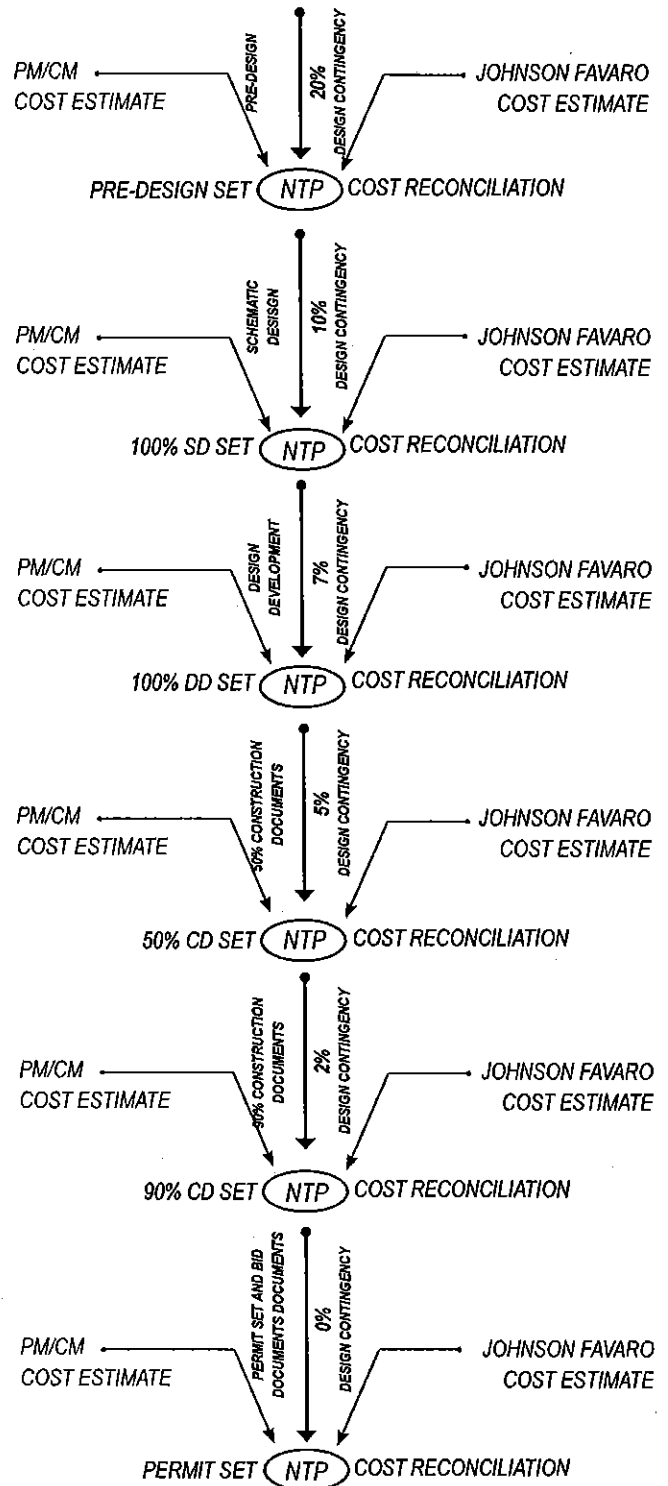 PRE-DESIGN
20%
DESIGN CONTINGENCY
PM/CM
COST ESTIMATE
JOHNSON FAVARO
COST ESTIMATE
PRE-DESIGN SET NTP COST RECONCILIATION
SCHEMATIC
DESISGN
10%
DESIGN CONTINGENCY
PM/CM
COST ESTIMATE
JOHNSON FAVARO
COST ESTIMATE
100% SD SET NTP COST RECONCILIATION
DESIGN
DEVELOPMENT
7%
DESIGN CONTINGENCY
PM/CM
COST ESTIMATE
JOHNSON FAVARO
COST ESTIMATE
100% DD SET NTP COST RECONCILIATION
50% CONSTRUCTION
DOCUMENTS
5%
DESIGN CONTINGENCY
PM/CM
COST ESTIMATE
JOHNSON FAVARO
COST ESTIMATE
50% CD SET NTP COST RECONCILIATION
90% CONSTRUCTION
DOCUMENTS
2%
DESIGN CONTINGENCY
PM/CM
COST ESTIMATE
JOHNSON FAVARO
COST ESTIMATE
90% CD SET NTP COST RECONCILIATION
PERMIT SET AND BID
DOCUMENTS DOCUMENTS
0%
DESIGN CONTINGENCY
PM/CM
COST ESTIMATE
JOHNSON FAVARO
COST ESTIMATE
PERMIT SET NTP COST RECONCILIATION